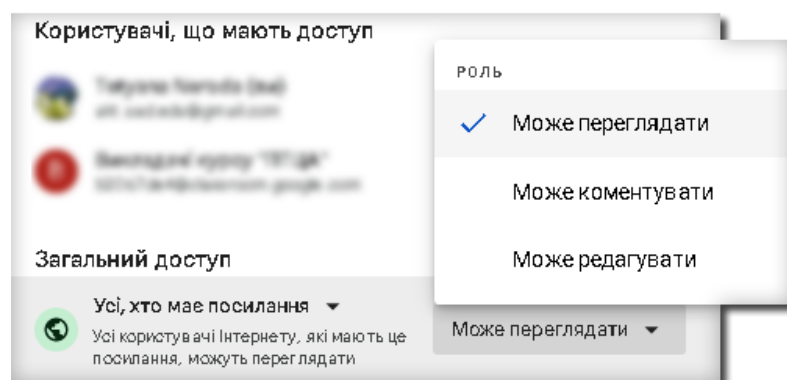 Користувачі, що мають доступ
РОЛЬ
Може переглядати
Може коментувати
Може редагувати
Загальний доступ
Усі, хто має посилання
Усі користувачі Інтернету, які мають це
посилання, можуть переглядати
Може переглядати